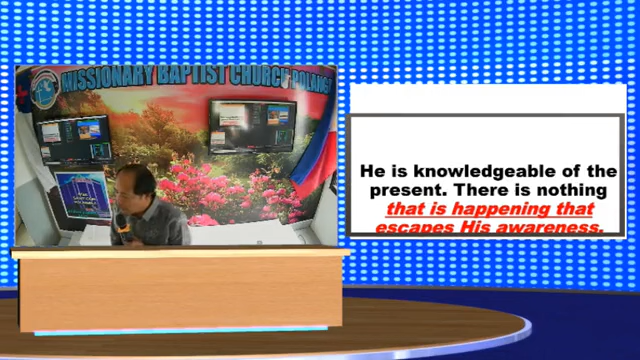 MISSIONARY BAPTIST CHURCH POLANGUI
He is knowledgeable of the
present. There is nothing
that is happening that
escapes His awareness.